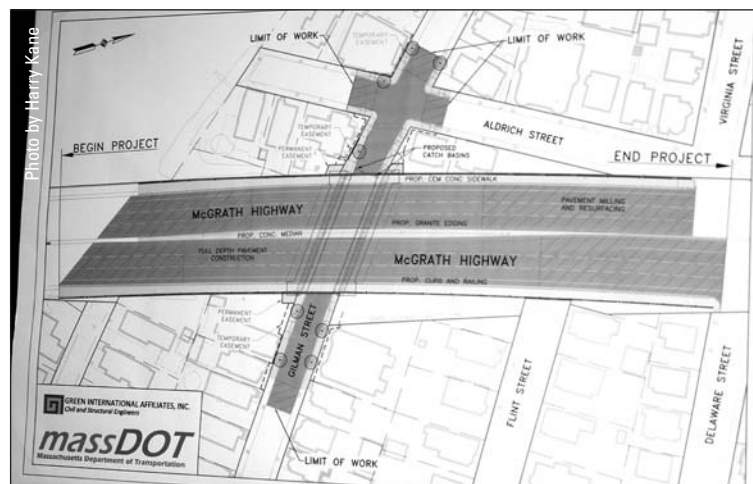 Photo by Harry Kane
LIMIT OF WORK
LIMIT OF WORK
TEMPORARY
EASEMENT
VIRGINIA STREET
ALDRICH STREET
TEMPORARY
EASEMENT
PERMANENT
EASEMENT
PROPOSED
CATCH BASINS
BEGIN PROJECT
END PROJECT
PROP. CEM CONC SIDEWALK
McGRATH HIGHWAY
PAVEMENT MILLING
AND RESURFACING
PROP. GRANITE EDGING
PROP. CONC. MEDIAN
FULL DEPTH PAVEMENT
CONSTRUCTION
McGRATH HIGHWAY
PROP. CURB AND RAILING
PERMANENT
EASEMENT
TEMPORARY
EASEMENT
GILMAN STREET
FLINT STREET
DELAWARE STREET
GREEN INTERNATIONAL AFFILIATES, INC.
Civil and Structural Engineers
massDOT
Massachusetts Department of Transportation
LIMIT OF WORK